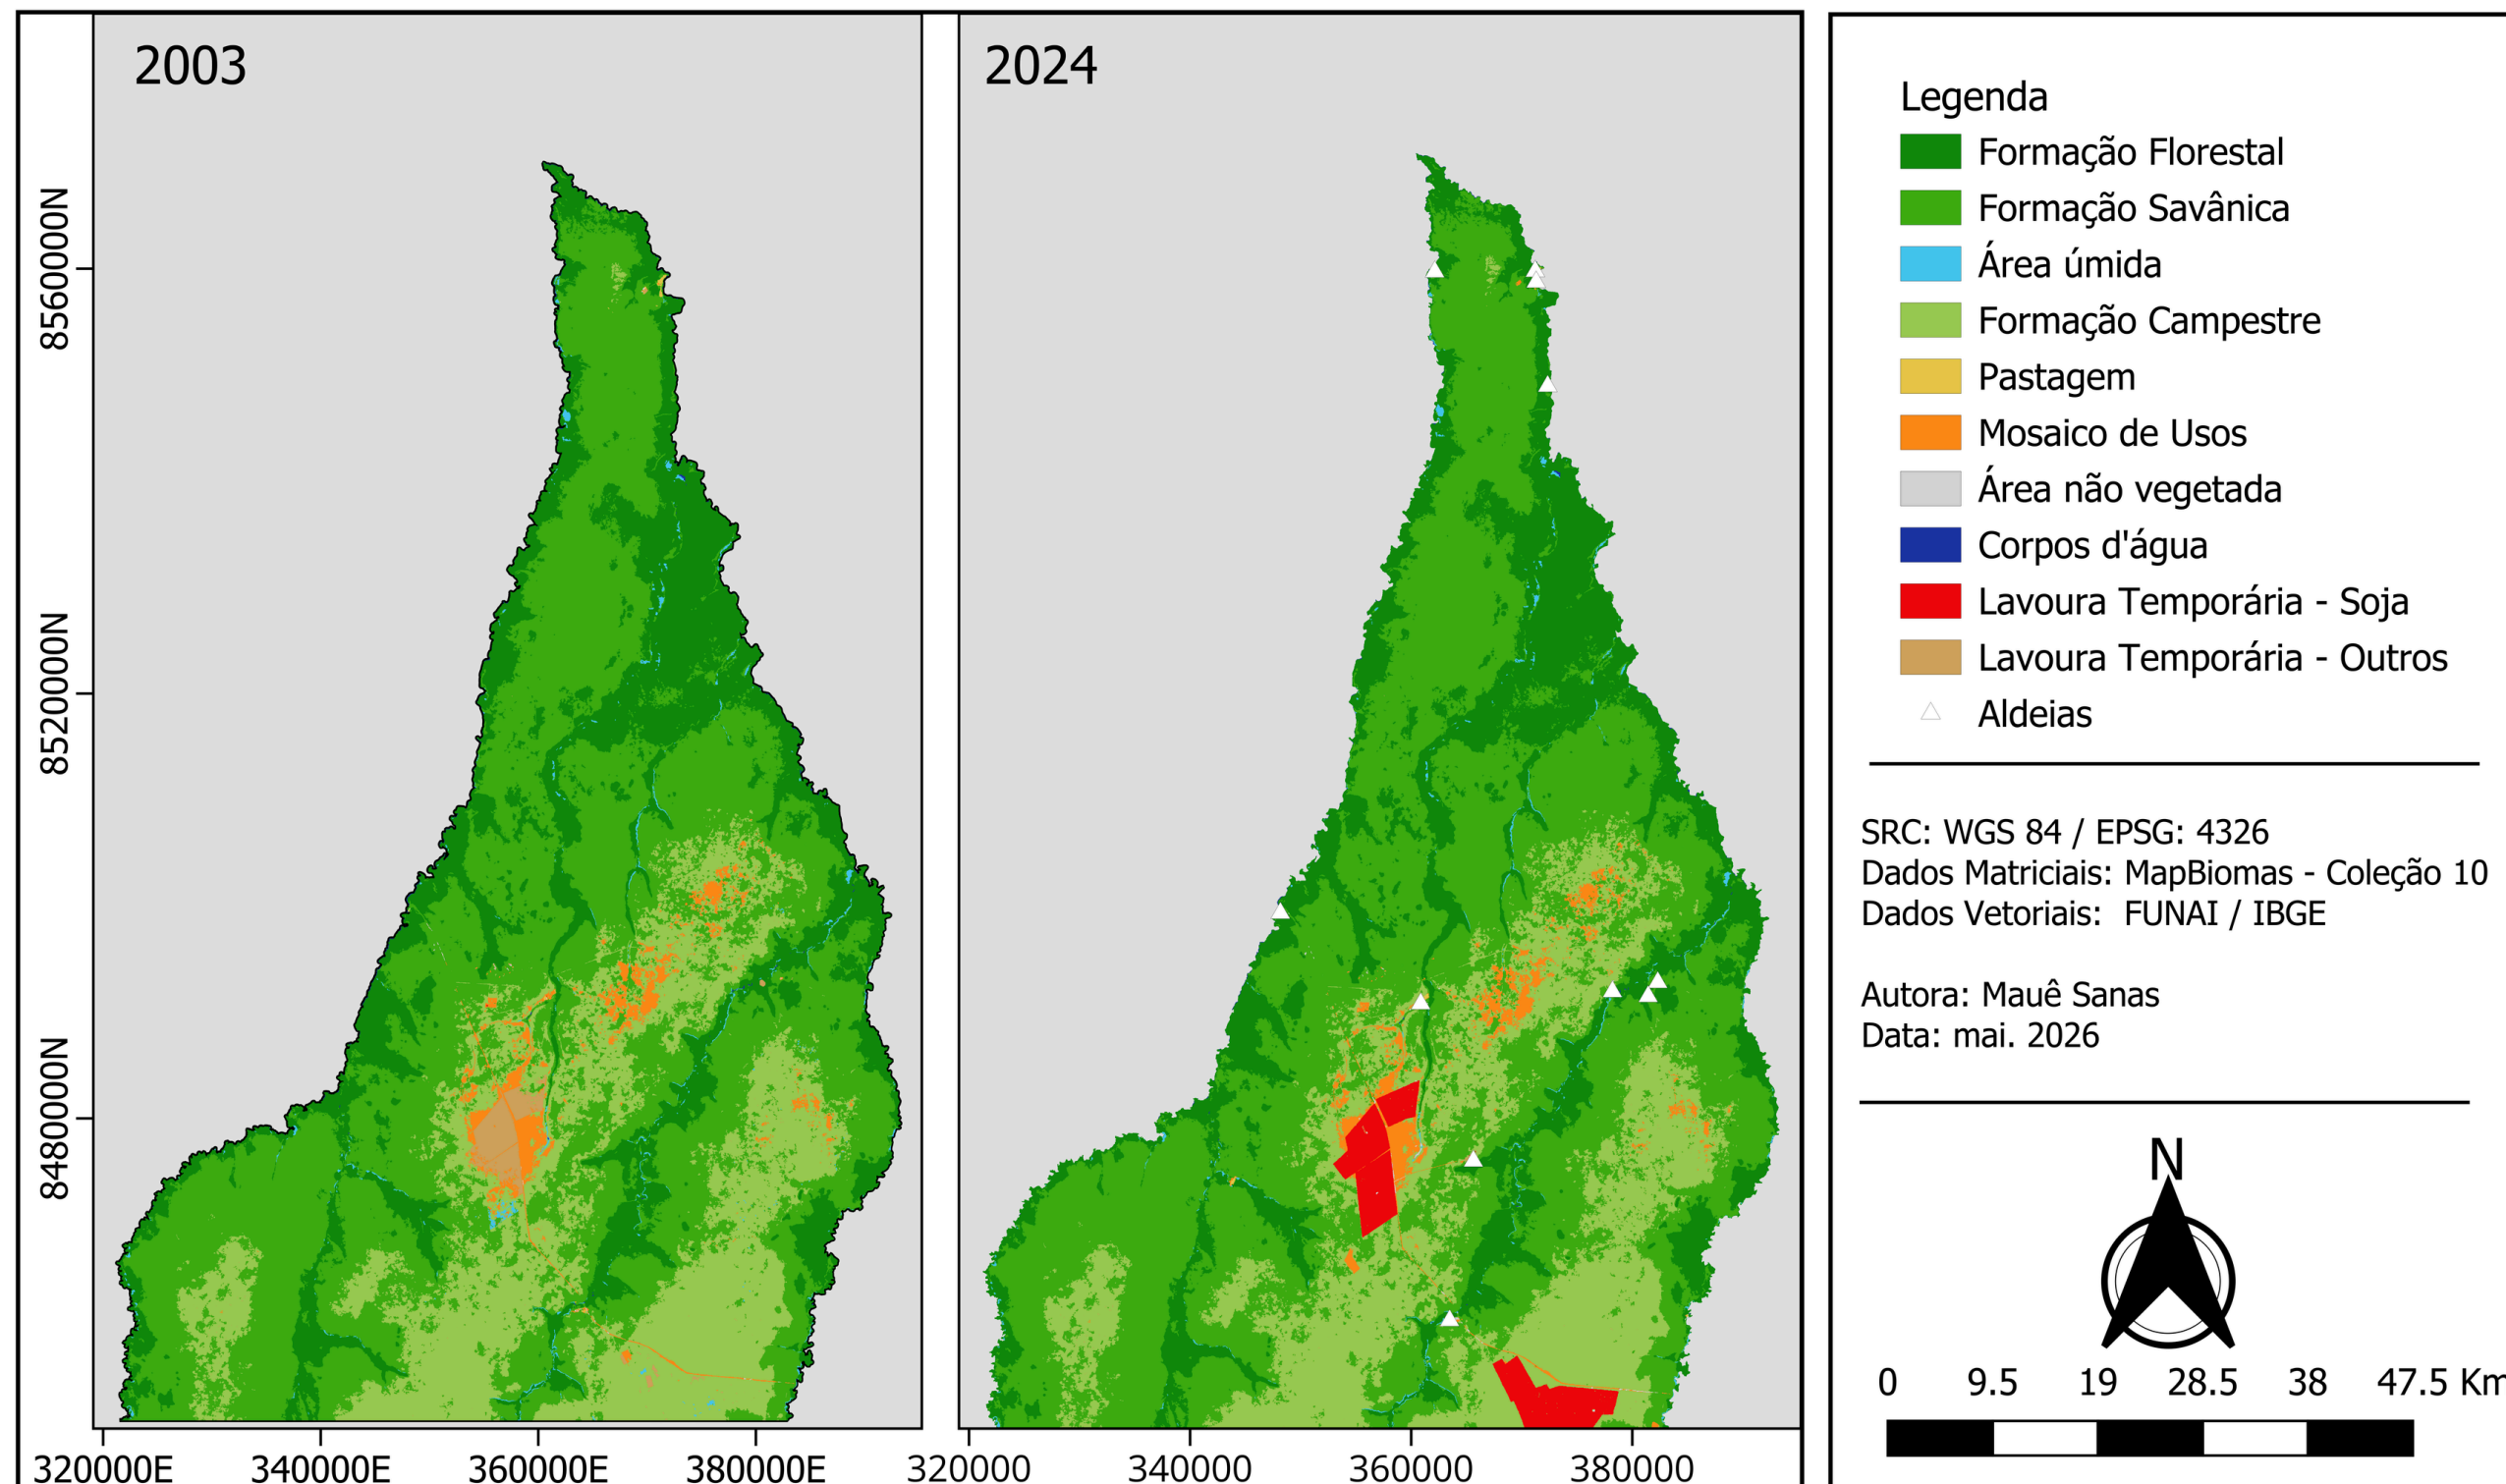 2003
2024
8560000N
8520000N
8480000N
320000E 340000E 360000E 380000E
320000 340000 360000 380000
Legenda
Formação Florestal
Formação Savânica
Área úmida
Formação Campestre
Pastagem
Mosaico de Usos
Área não vegetada
Corpos d'água
Lavoura Temporária - Soja
Lavoura Temporária - Outros
Aldeias
SRC: WGS 84 / EPSG: 4326
Dados Matriciais: MapBiomas - Coleção 10
Dados Vetoriais: FUNAI / IBGE
Autora: Mauê Sanas
Data: mai. 2026
N
0 9.5 19 28.5 38 47.5 Km